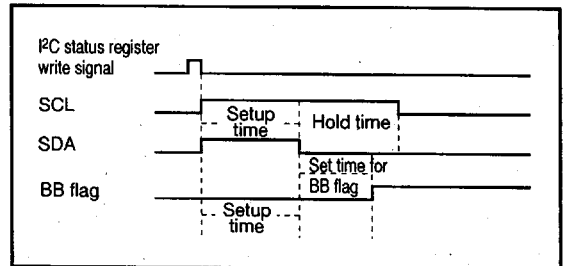 I²C status register
write signal
SCL
Setup
time
Hold time
SDA
Set time for
BB flag
BB flag
Setup
time